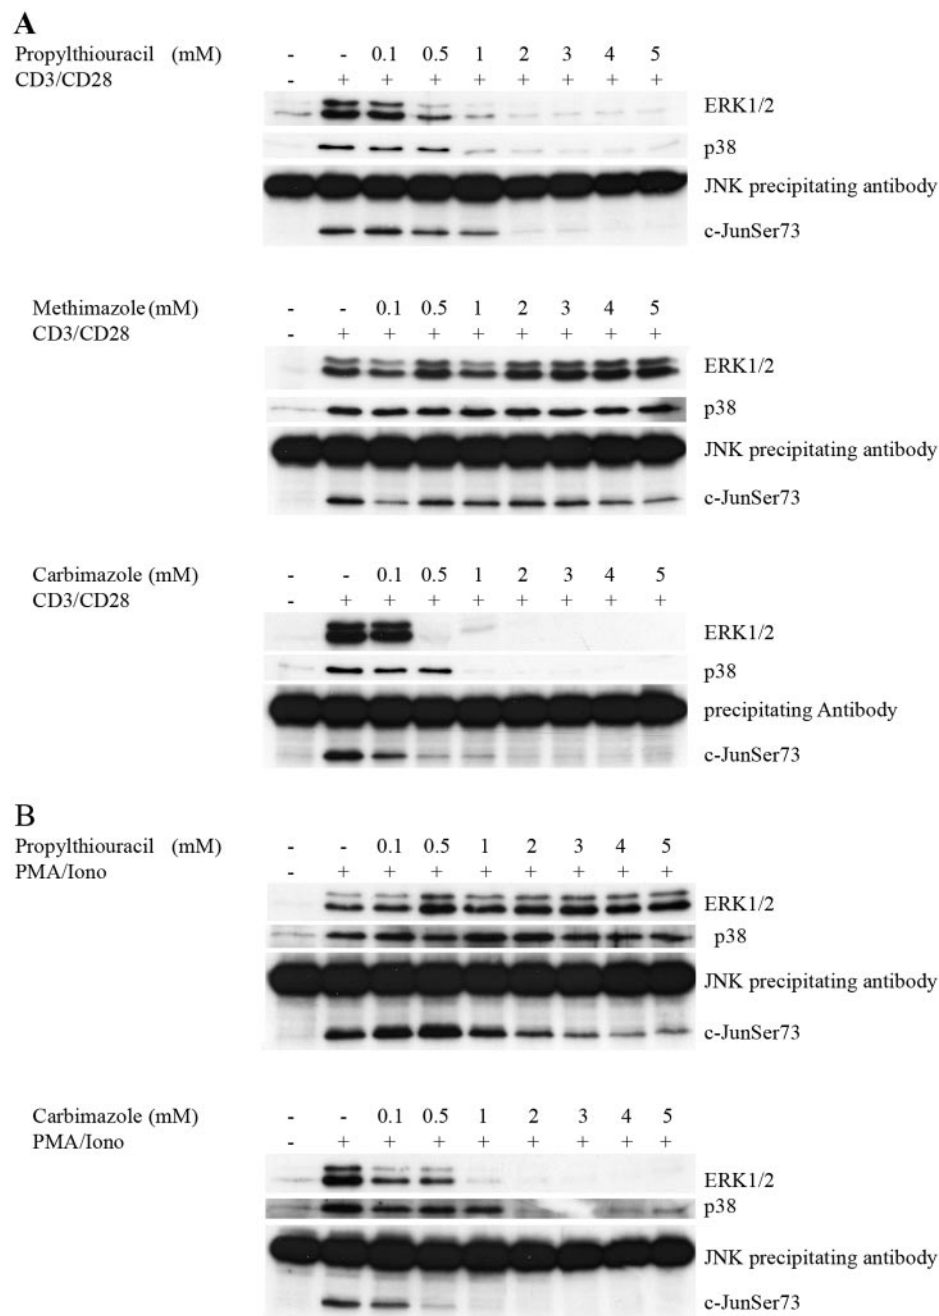 A
Propylthiouracil (mM) - - 0.1 0.5 1 2 3 4 5
CD3/CD28 - + + + + + + + +
ERK1/2
p38
JNK precipitating antibody
c-JunSer73
Methimazole (mM) - - 0.1 0.5 1 2 3 4 5
CD3/CD28 - + + + + + + + +
ERK1/2
p38
JNK precipitating antibody
c-JunSer73
Carbimazole (mM) - - 0.1 0.5 1 2 3 4 5
CD3/CD28 - + + + + + + + +
ERK1/2
p38
precipitating Antibody
c-JunSer73
B
Propylthiouracil (mM) - - 0.1 0.5 1 2 3 4 5
PMA/Iono - + + + + + + + +
ERK1/2
p38
JNK precipitating antibody
c-JunSer73
Carbimazole (mM) - - 0.1 0.5 1 2 3 4 5
PMA/Iono - + + + + + + + +
ERK1/2
p38
JNK precipitating antibody
c-JunSer73